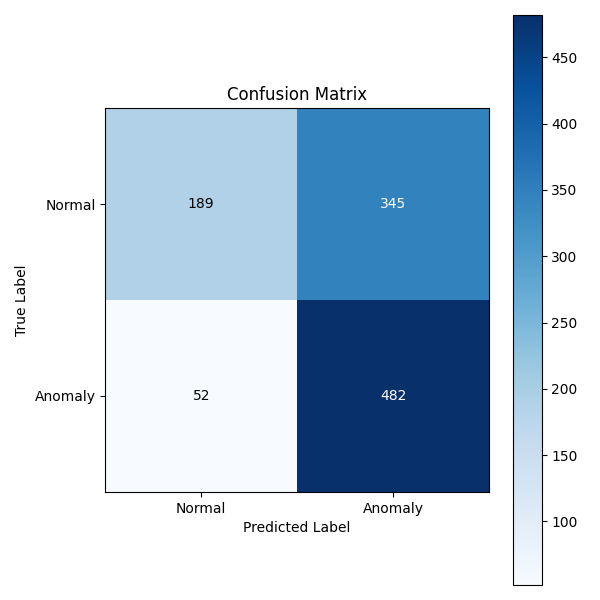 Confusion Matrix
True Label
Normal
189
345
Anomaly
52
482
Normal
Anomaly
Predicted Label
450
400
350
300
250
200
150
100